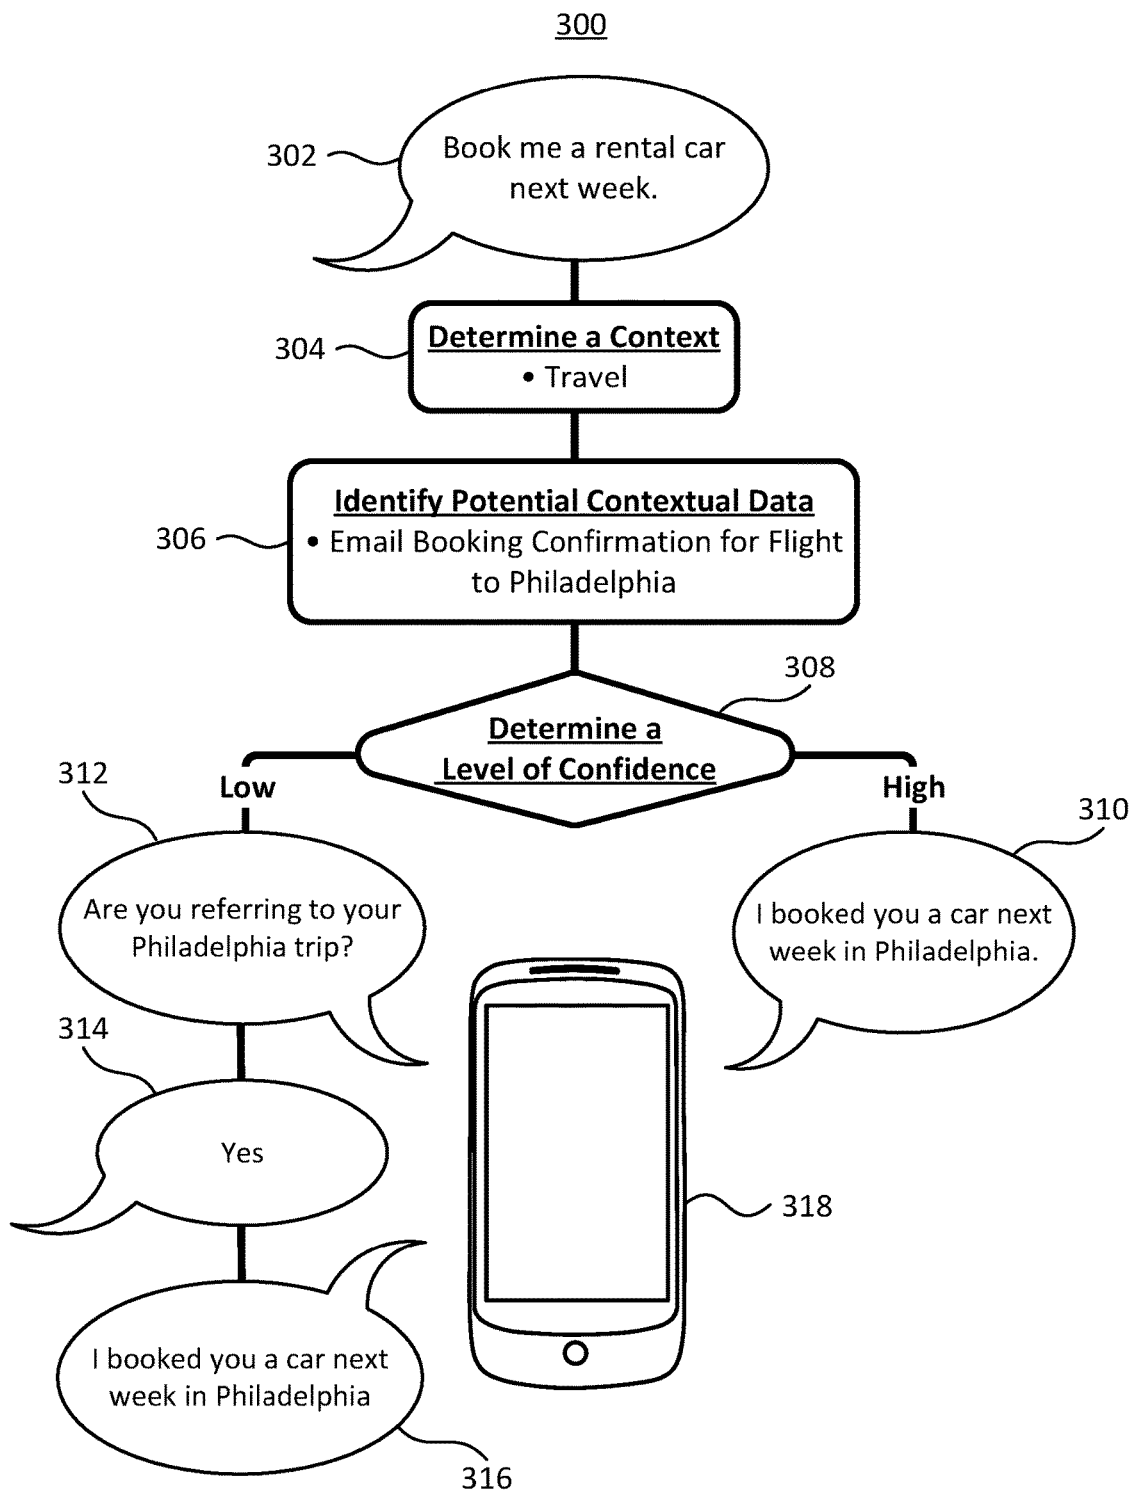 300
302
Book me a rental car
next week.
304
Determine a Context
• Travel
306
Identify Potential Contextual Data
• Email Booking Confirmation for Flight
to Philadelphia
308
Determine a
Level of Confidence
Low
High
312
310
Are you referring to your
Philadelphia trip?
I booked you a car next
week in Philadelphia.
314
Yes
318
I booked you a car next
week in Philadelphia
316